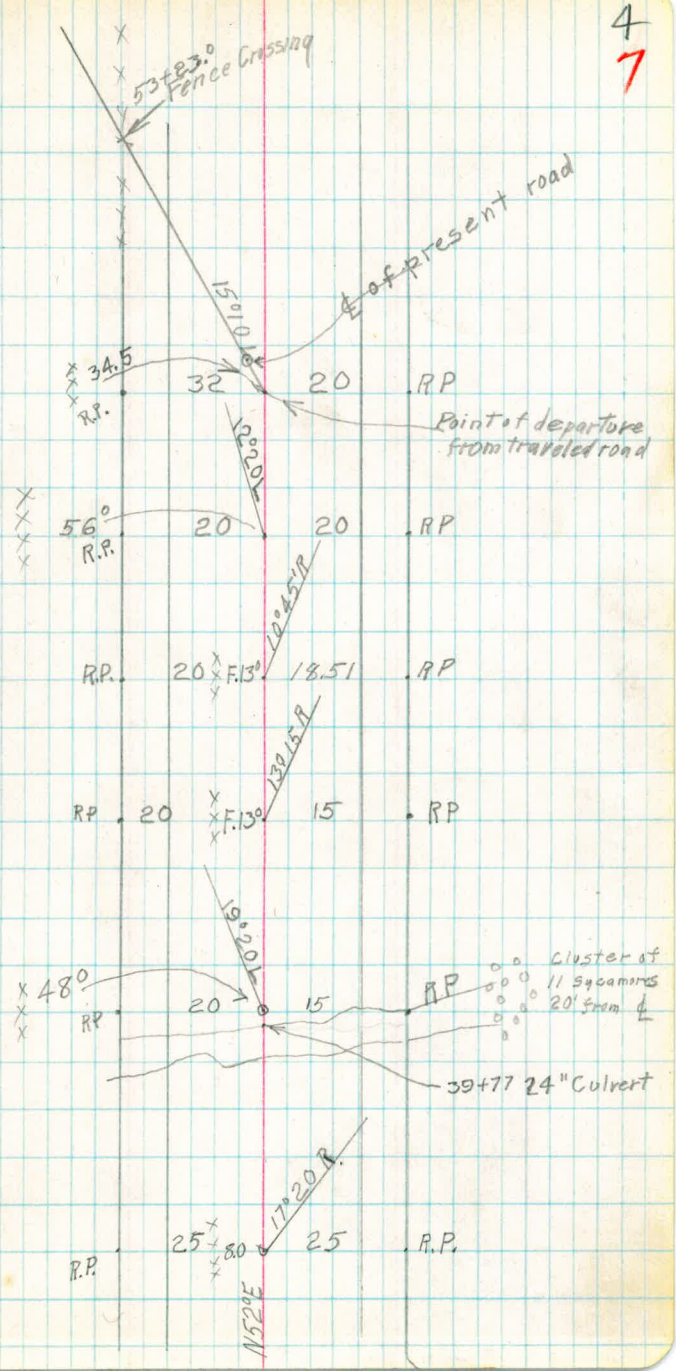 4
7
53+83.0
Fence Crossing
15°10'
℄ of present road
34.5
32
20
RP
R.P.
Point of departure
from traveled road
12°20'L
56°
20
20
RP
R.P.
10°45'R
R.P.
20
F.13°
18.51
RP
13°15'R
RP
20
F.13°
15
RP
19°20'L
Cluster of
11 Sycamores
20' from ℄
48°
20
15
RP
RP
39+77 24" Culvert
17°20 R.
25
8.0
25
R.P.
R.P.
N52°E